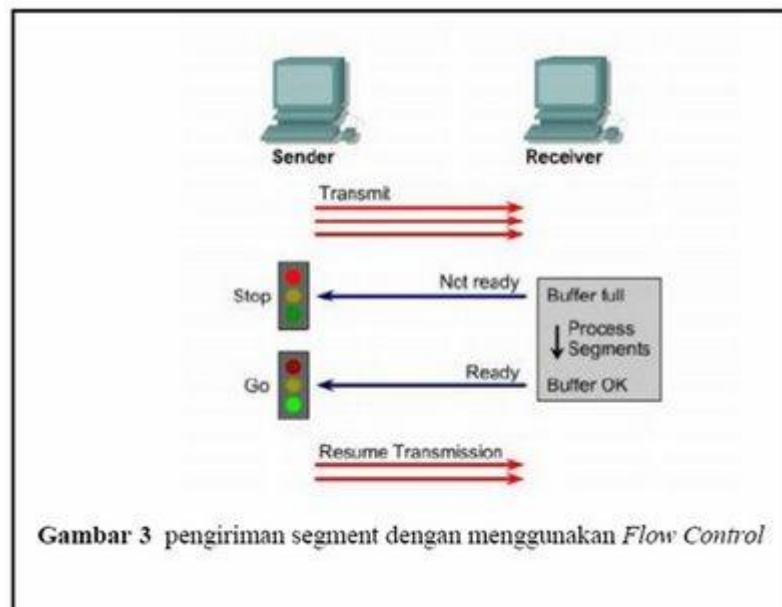 Sender
Receiver
Transmit
Not ready
Stop
Buffer full
Process
Segments
Ready
Go
Buffer OK
Resume Transmission
Gambar 3 pengiriman segment dengan menggunakan Flow Control